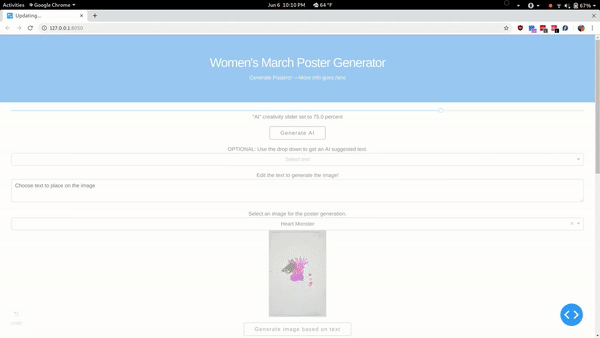 Activities Google Chrome Jun 6 10:10 PM 64 °F 67%
Updating...
127.0.0.1:8050
Women's March Poster Generator
Generate Posters! —More info goes here.
"AI" creativity slider set to 75.0 percent
Generate AI
OPTIONAL: Use the drop down to get an AI suggested text.
Select text
Edit the text to generate the image!
Choose text to place on the image
Select an image for the poster generation.
Heart Monster
Generate image based on text